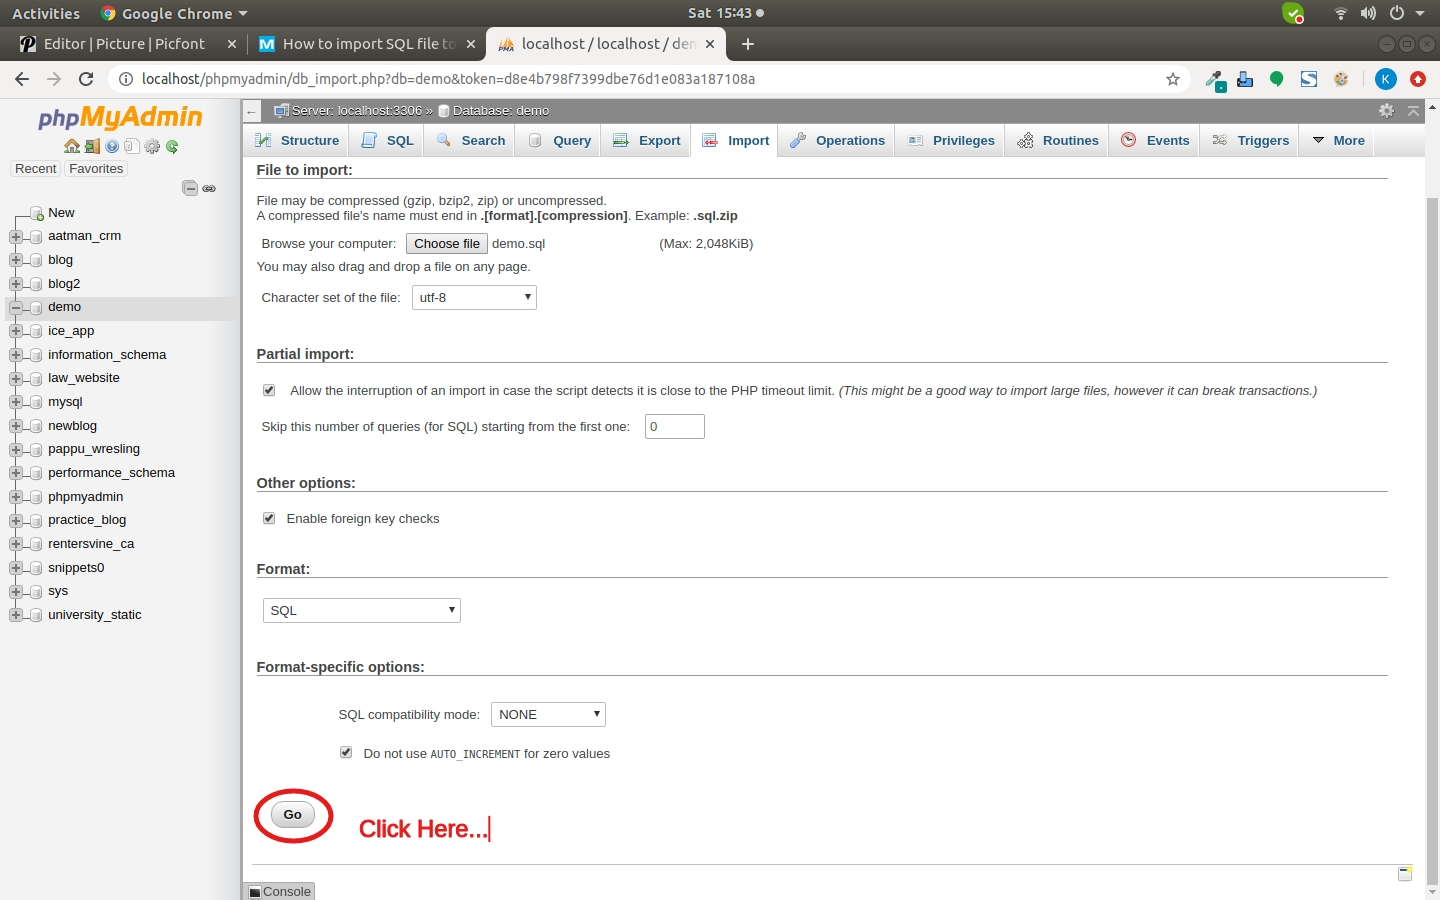 Activities
Google Chrome
Sat 15:43
Editor | Picture | Picfont
How to import SQL file to
localhost / localhost / dem
localhost/phpmyadmin/db_import.php?db=demo&token=d8e4b798f7399dbe76d1e083a187108a
K
phpMyAdmin
Recent
Favorites
New
aatman_crm
blog
blog2
demo
ice_app
information_schema
law_website
mysql
newblog
pappu_wresling
performance_schema
phpmyadmin
practice_blog
rentersvine_ca
snippets0
sys
university_static
Server: localhost:3306 » Database: demo
Structure
SQL
Search
Query
Export
Import
Operations
Privileges
Routines
Events
Triggers
More
File to import:
File may be compressed (gzip, bzip2, zip) or uncompressed.
A compressed file's name must end in .[format].[compression]. Example: .sql.zip
Browse your computer: Choose file demo.sql (Max: 2,048KiB)
You may also drag and drop a file on any page.
Character set of the file: utf-8
Partial import:
Allow the interruption of an import in case the script detects it is close to the PHP timeout limit. (This might be a good way to import large files, however it can break transactions.)
Skip this number of queries (for SQL) starting from the first one: 0
Other options:
Enable foreign key checks
Format:
SQL
Format-specific options:
SQL compatibility mode: NONE
Do not use AUTO_INCREMENT for zero values
Go
Click Here...
Console